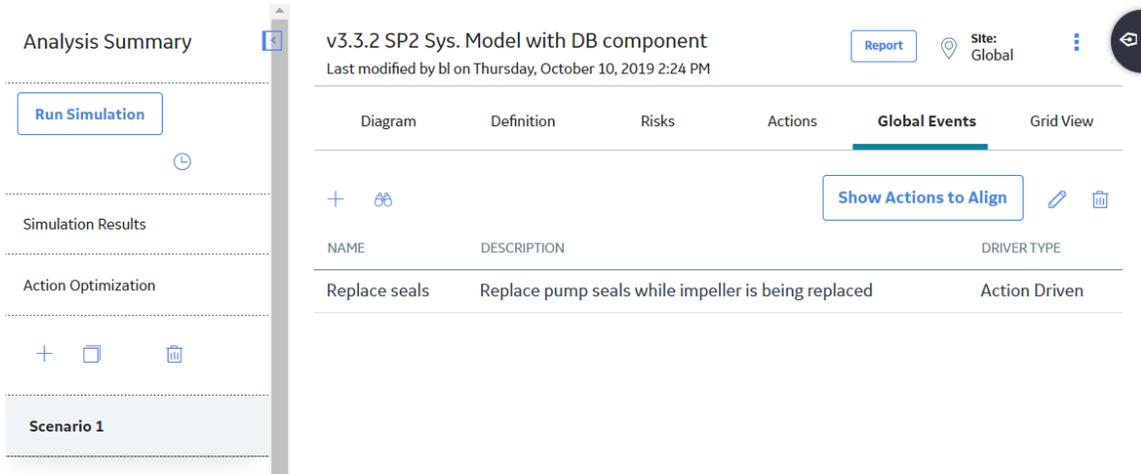 Analysis Summary
Run Simulation
Simulation Results
Action Optimization
Scenario 1
v3.3.2 SP2 Sys. Model with DB component
Last modified by bl on Thursday, October 10, 2019 2:24 PM
Report
Site:
Global
Diagram Definition Risks Actions Global Events Grid View
Show Actions to Align
NAME DESCRIPTION DRIVER TYPE
Replace seals Replace pump seals while impeller is being replaced Action Driven